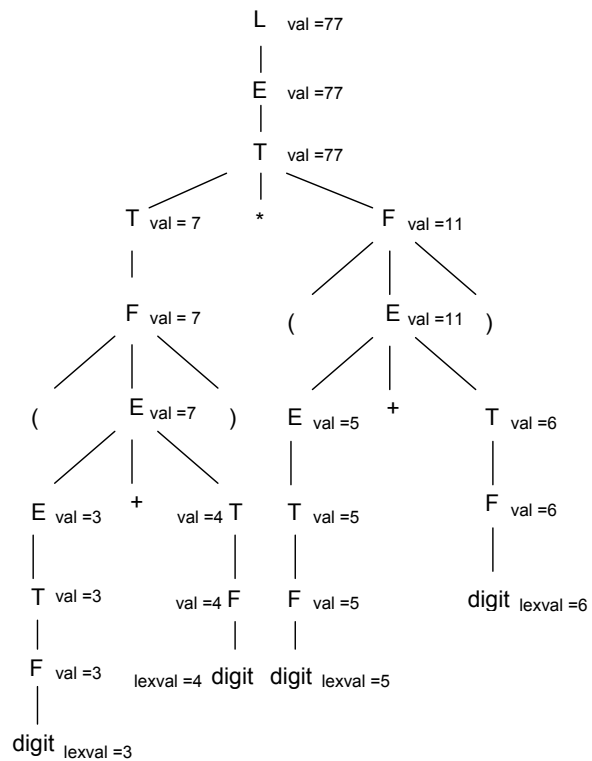 L val =77
E val =77
T val =77
T val = 7 * F val =11
F val = 7 ( E val =11 )
( E val =7 ) E val =5 + T val =6
E val =3 + val =4 T T val =5 F val =6
T val =3 val =4 F F val =5 digit lexval =6
F val =3 lexval =4 digit digit lexval =5
digit lexval =3